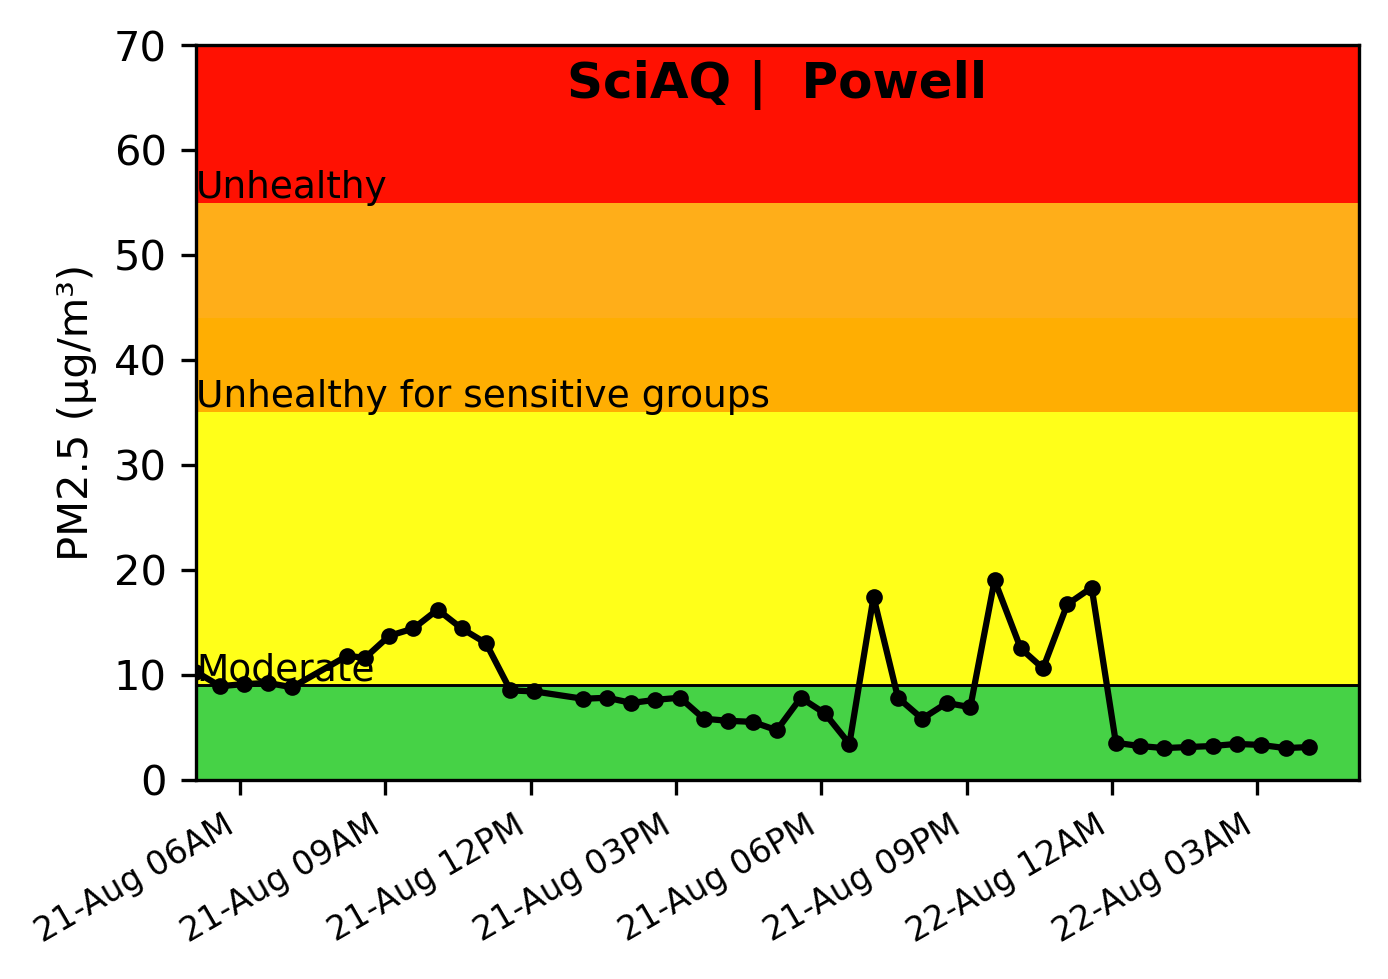 SciAQ |  Powell
70
60
50
40
30
20
10
0
PM2.5 (µg/m³)
Unhealthy
Unhealthy for sensitive groups
Moderate
21-Aug 06AM
21-Aug 09AM
21-Aug 12PM
21-Aug 03PM
21-Aug 06PM
21-Aug 09PM
22-Aug 12AM
22-Aug 03AM